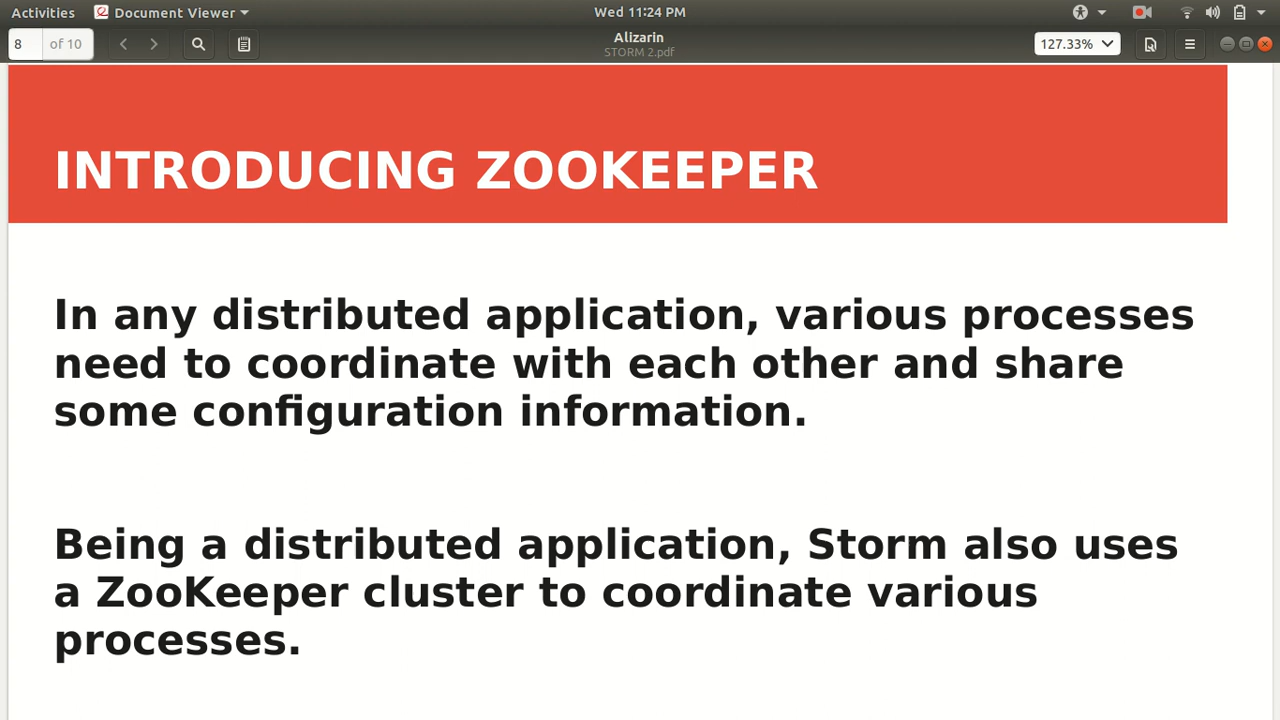 Activities Document Viewer Wed 11:24 PM
8 of 10 Alizarin 127.33%
STORM 2.pdf
INTRODUCING ZOOKEEPER
In any distributed application, various processes
need to coordinate with each other and share
some configuration information.
Being a distributed application, Storm also uses
a ZooKeeper cluster to coordinate various
processes.